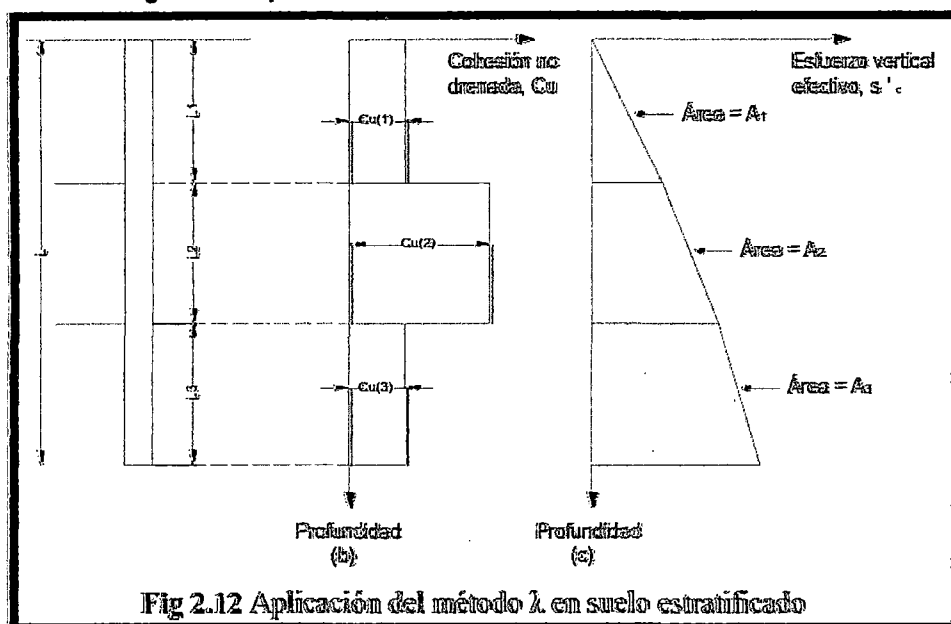 Cohesión no
drenada, Cu
Esfuerzo vertical
efectivo, s'
L1
Cu(1)
Área = A1
L
L2
Cu(2)
Área = A2
L3
Cu(3)
Área = A3
Profundidad
(b)
Profundidad
(c)
Fig 2.12 Aplicación del método λ en suelo estratificado